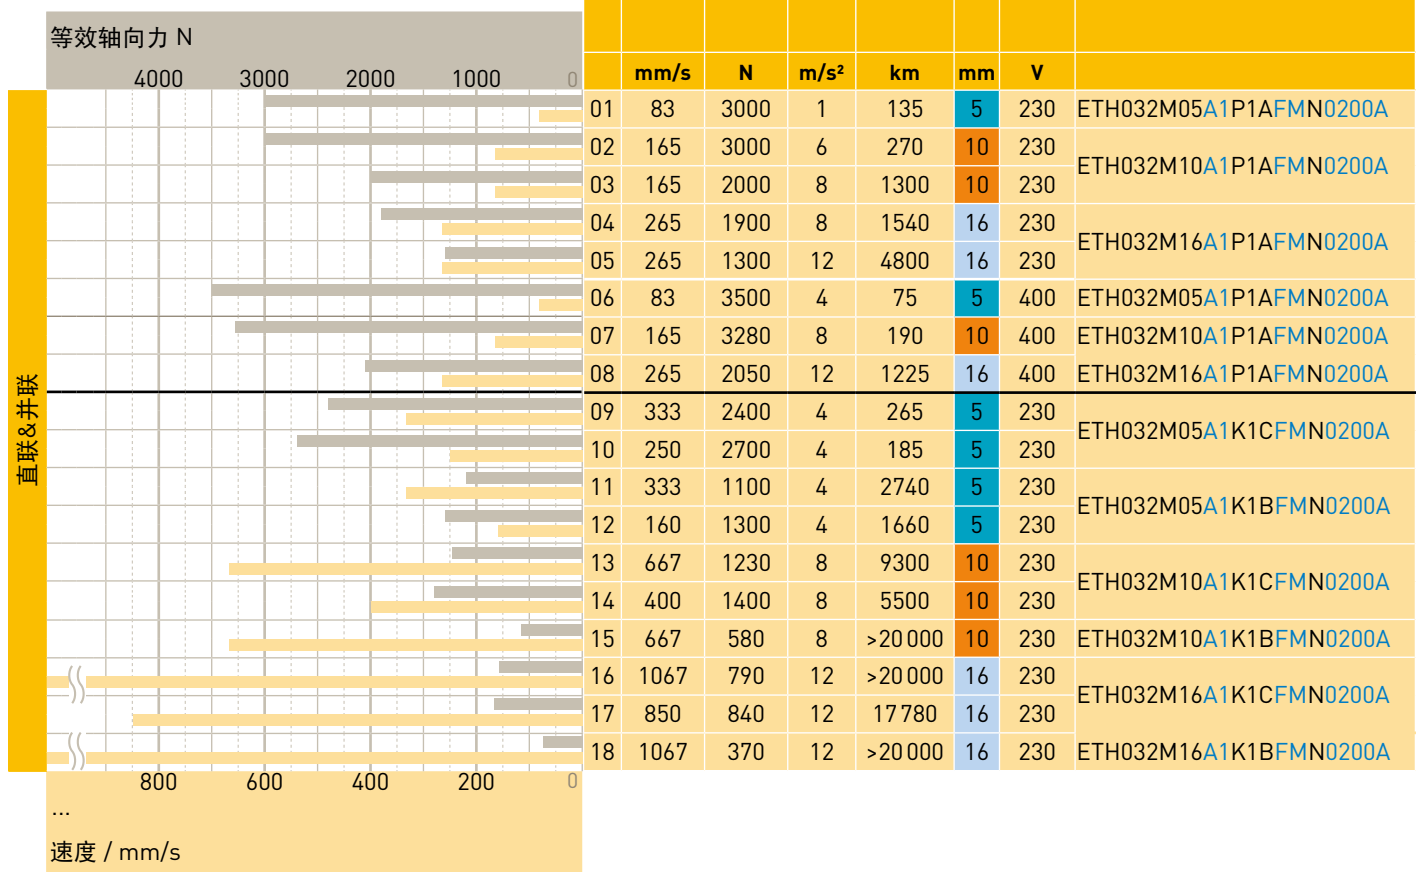 等效轴向力 N
4000 3000 2000 1000 0
mm/s N m/s² km mm V
直联&并联
01 83 3000 1 135 5 230 ETH032M05A1P1AFMN0200A
02 165 3000 6 270 10 230
ETH032M10A1P1AFMN0200A
03 165 2000 8 1300 10 230
04 265 1900 8 1540 16 230
ETH032M16A1P1AFMN0200A
05 265 1300 12 4800 16 230
06 83 3500 4 75 5 400 ETH032M05A1P1AFMN0200A
07 165 3280 8 190 10 400 ETH032M10A1P1AFMN0200A
08 265 2050 12 1225 16 400 ETH032M16A1P1AFMN0200A
09 333 2400 4 265 5 230
ETH032M05A1K1CFMN0200A
10 250 2700 4 185 5 230
11 333 1100 4 2740 5 230
ETH032M05A1K1BFMN0200A
12 160 1300 4 1660 5 230
13 667 1230 8 9300 10 230
ETH032M10A1K1CFMN0200A
14 400 1400 8 5500 10 230
15 667 580 8 >20 000 10 230 ETH032M10A1K1BFMN0200A
16 1067 790 12 >20 000 16 230
ETH032M16A1K1CFMN0200A
17 850 840 12 17 780 16 230
18 1067 370 12 >20 000 16 230 ETH032M16A1K1BFMN0200A
800 600 400 200 0
...
速度 / mm/s